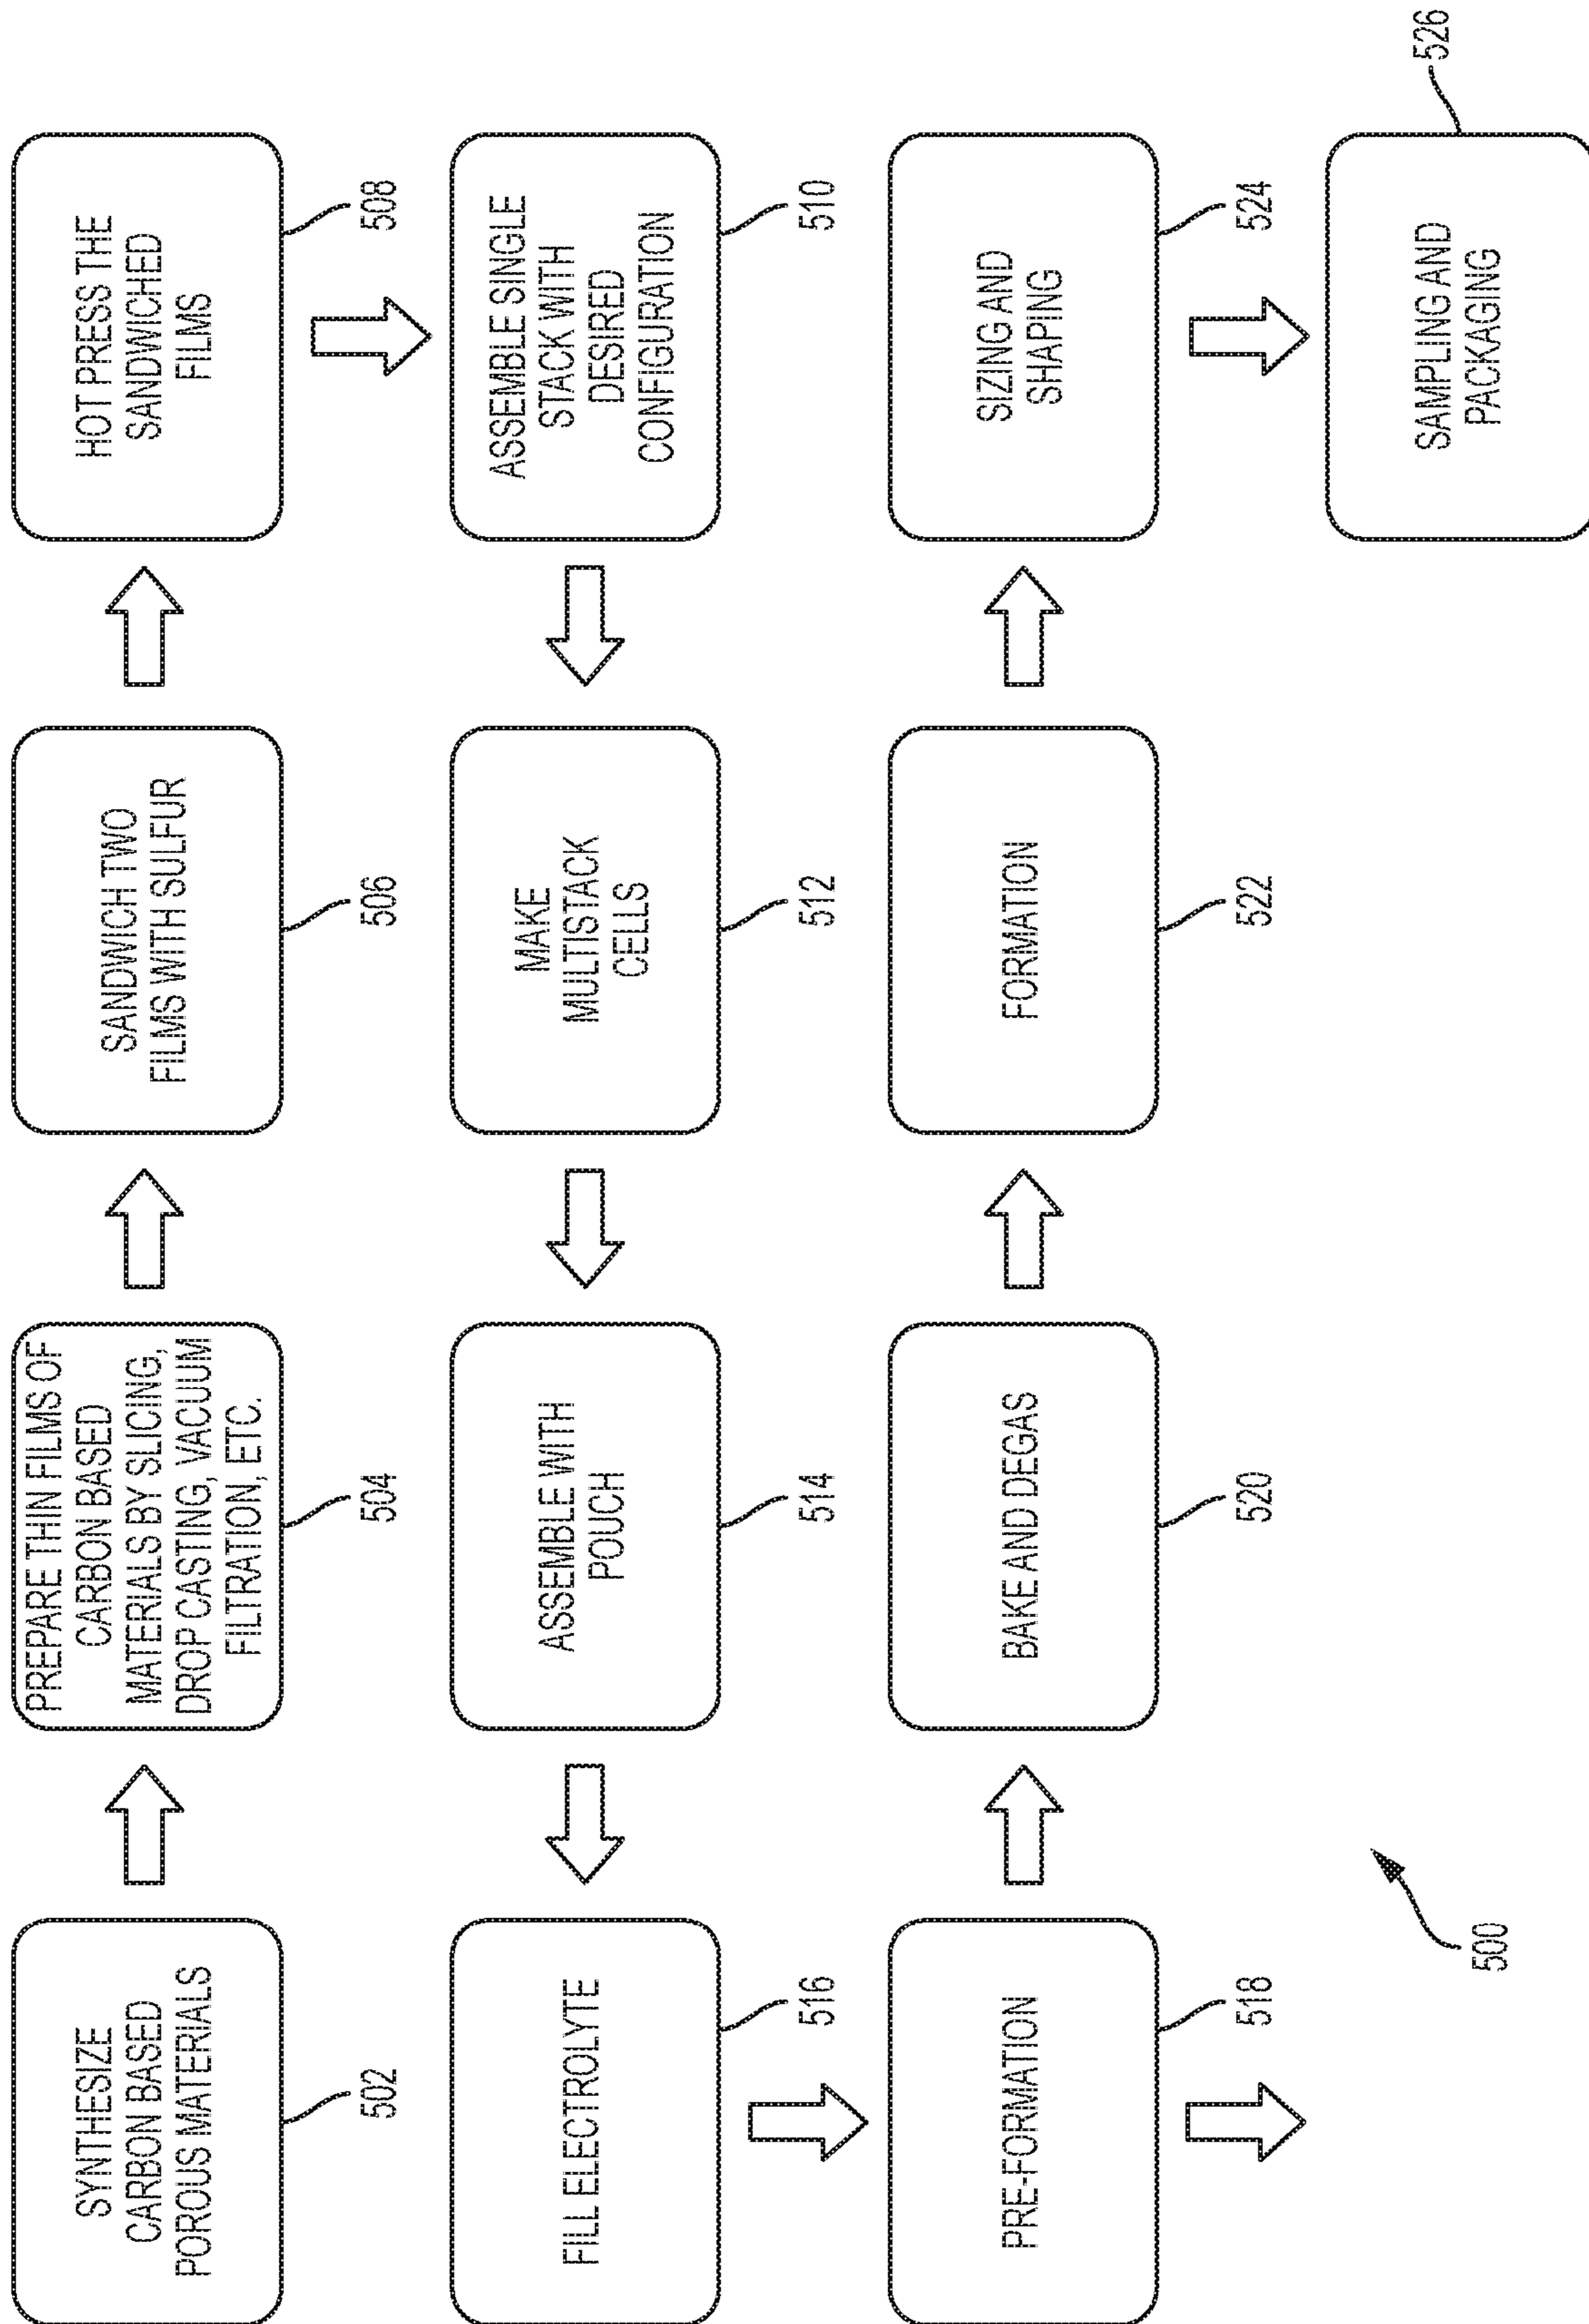 SYNTHESIZE
CARBON BASED
POROUS MATERIALS
502
PREPARE THIN FILMS OF
CARBON BASED
MATERIALS BY SLICING,
DROP CASTING, VACUUM
FILTRATION, ETC.
504
SANDWICH TWO
FILMS WITH SULFUR
506
HOT PRESS THE
SANDWICHED
FILMS
508
ASSEMBLE SINGLE
STACK WITH
DESIRED
CONFIGURATION
510
MAKE
MULTISTACK
CELLS
512
ASSEMBLE WITH
POUCH
514
FILL ELECTROLYTE
516
PRE-FORMATION
518
BAKE AND DEGAS
520
FORMATION
522
SIZING AND
SHAPING
524
SAMPLING AND
PACKAGING
526
500